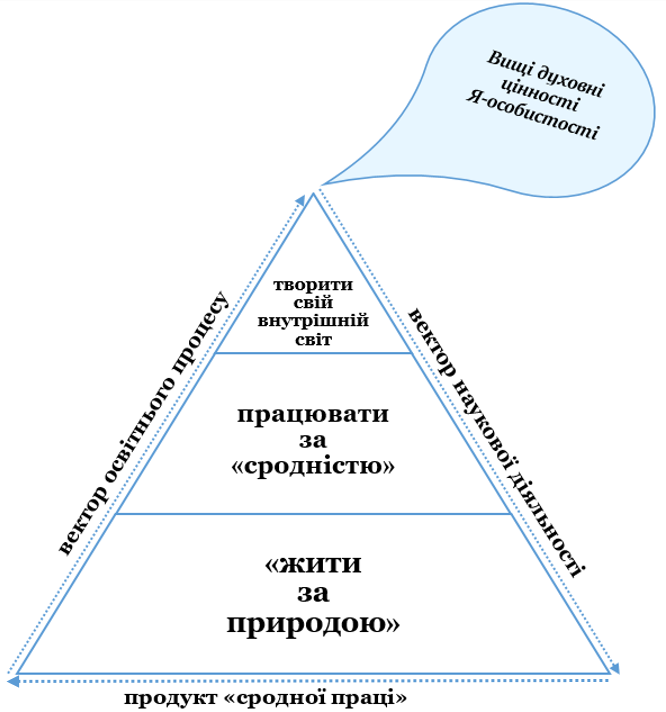 Вищі духовні
цінності
Я-особистості
творити
свій
внутрішній
світ
вектор освітнього процесу
вектор наукової діяльності
працювати
за
«сродністю»
«жити
за
природою»
продукт «сродної праці»